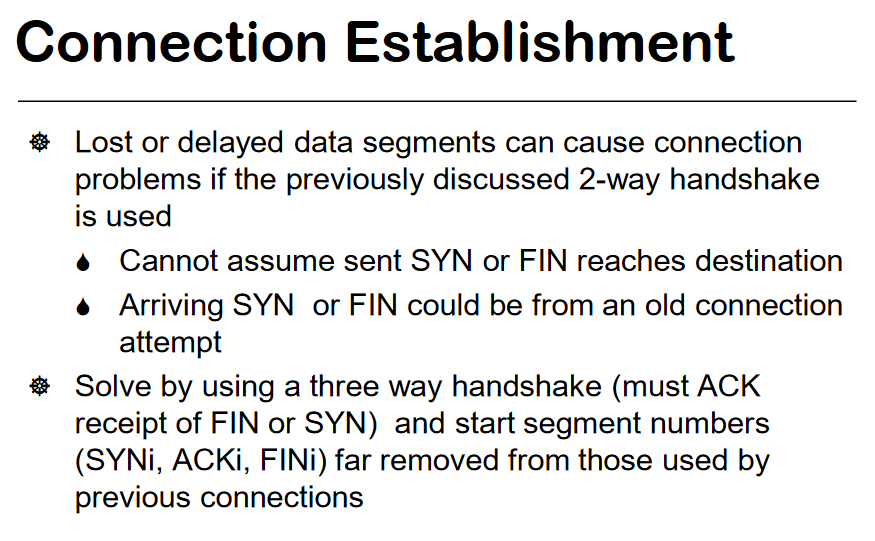 Connection Establishment
Lost or delayed data segments can cause connection
problems if the previously discussed 2-way handshake
is used
Cannot assume sent SYN or FIN reaches destination
Arriving SYN  or FIN could be from an old connection
attempt
Solve by using a three way handshake (must ACK
receipt of FIN or SYN)  and start segment numbers
(SYNi, ACKi, FINi) far removed from those used by
previous connections